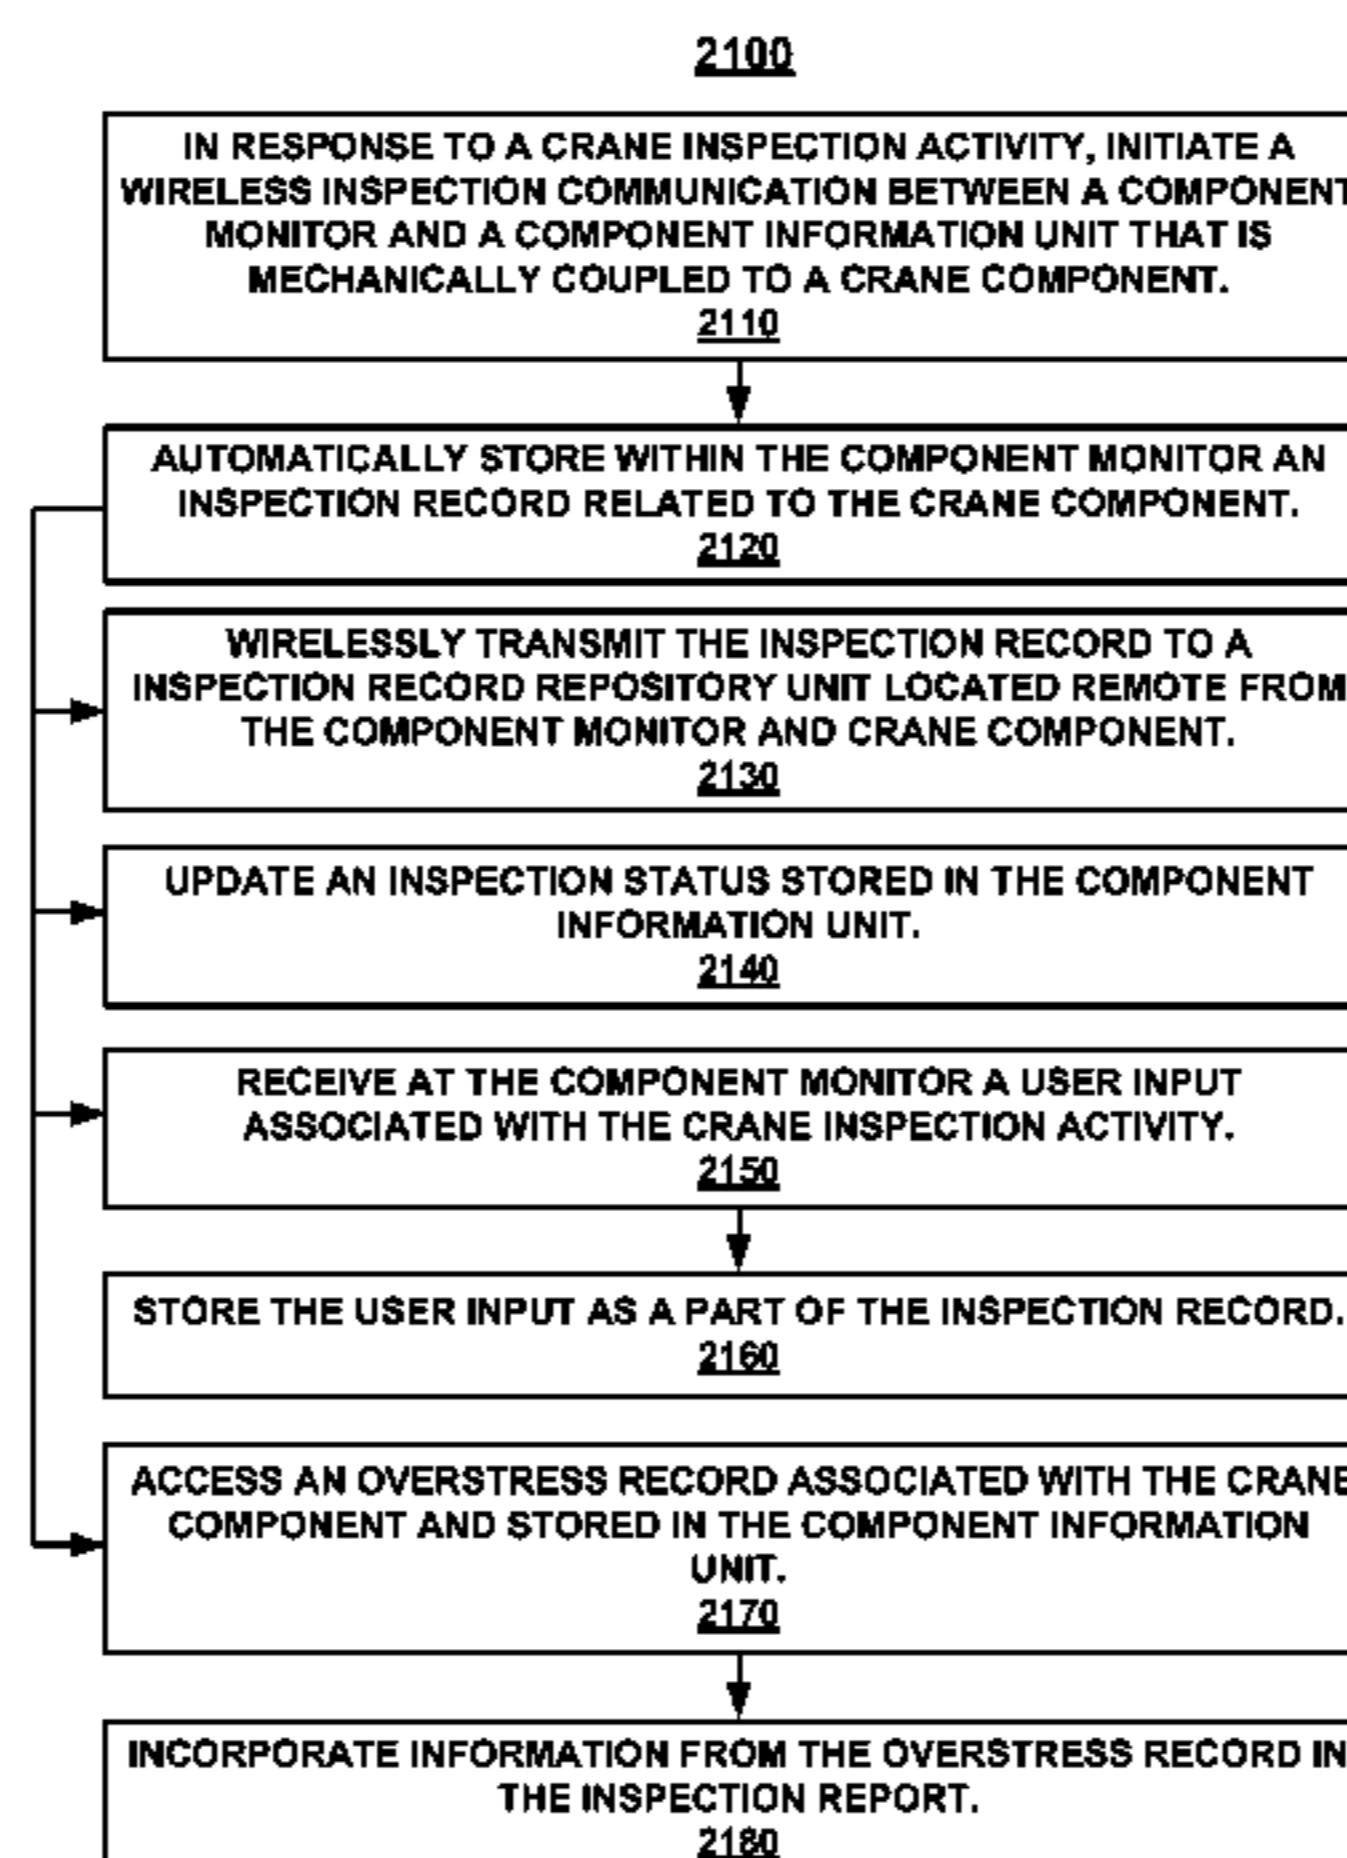 2100
IN RESPONSE TO A CRANE INSPECTION ACTIVITY, INITIATE A
WIRELESS INSPECTION COMMUNICATION BETWEEN A COMPONENT
MONITOR AND A COMPONENT INFORMATION UNIT THAT IS
MECHANICALLY COUPLED TO A CRANE COMPONENT.
2110
AUTOMATICALLY STORE WITHIN THE COMPONENT MONITOR AN
INSPECTION RECORD RELATED TO THE CRANE COMPONENT.
2120
WIRELESSLY TRANSMIT THE INSPECTION RECORD TO A
INSPECTION RECORD REPOSITORY UNIT LOCATED REMOTE FROM
THE COMPONENT MONITOR AND CRANE COMPONENT.
2130
UPDATE AN INSPECTION STATUS STORED IN THE COMPONENT
INFORMATION UNIT.
2140
RECEIVE AT THE COMPONENT MONITOR A USER INPUT
ASSOCIATED WITH THE CRANE INSPECTION ACTIVITY.
2150
STORE THE USER INPUT AS A PART OF THE INSPECTION RECORD.
2160
ACCESS AN OVERSTRESS RECORD ASSOCIATED WITH THE CRANE
COMPONENT AND STORED IN THE COMPONENT INFORMATION
UNIT.
2170
INCORPORATE INFORMATION FROM THE OVERSTRESS RECORD IN
THE INSPECTION REPORT.
2180